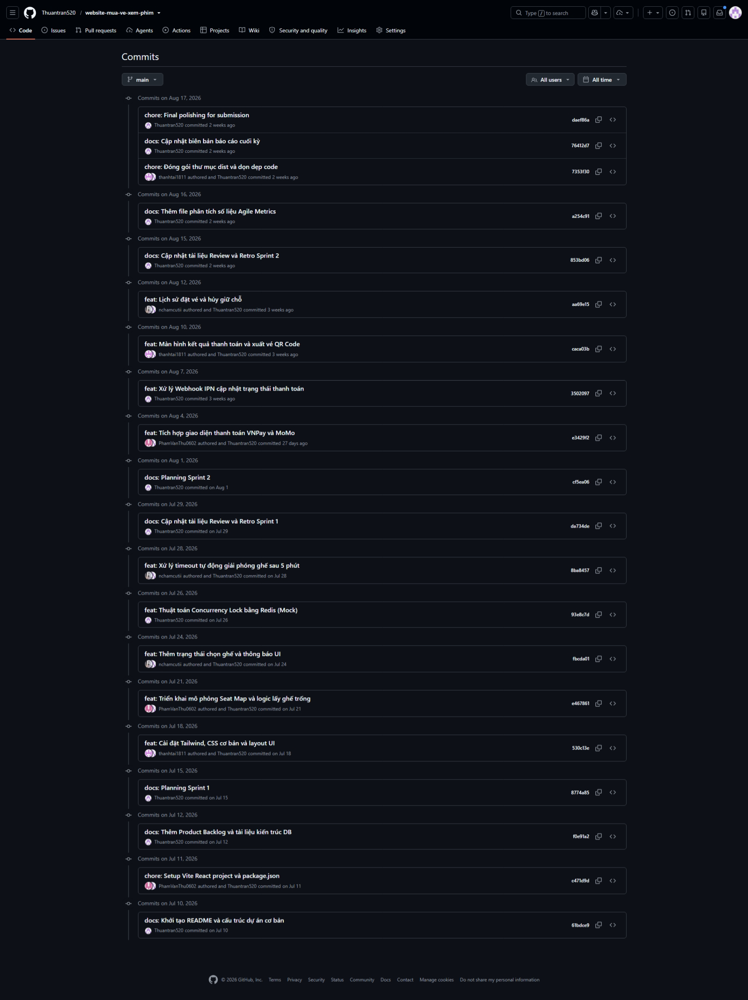 Thuantran520 / website-mua-ve-xem-phim
Type / to search
Code Issues Pull requests Agents Actions Projects Wiki Security and quality Insights Settings
Commits
main All users All time
Commits on Aug 17, 2026
chore: Final polishing for submission
Thuantran520 committed 2 weeks ago
daef86a
docs: Cập nhật biên bản báo cáo cuối kỳ
Thuantran520 committed 2 weeks ago
76412d7
chore: Đóng gói thư mục dist và dọn dẹp code
thanhtai1811 authored and Thuantran520 committed 2 weeks ago
7353f30
Commits on Aug 16, 2026
docs: Thêm file phân tích số liệu Agile Metrics
Thuantran520 committed 2 weeks ago
a254c91
Commits on Aug 15, 2026
docs: Cập nhật tài liệu Review và Retro Sprint 2
Thuantran520 committed 2 weeks ago
853bd06
Commits on Aug 12, 2026
feat: Lịch sử đặt vé và hủy giữ chỗ
nchamcutii authored and Thuantran520 committed 3 weeks ago
aa69e15
Commits on Aug 10, 2026
feat: Màn hình kết quả thanh toán và xuất vé QR Code
thanhtai1811 authored and Thuantran520 committed 3 weeks ago
caca03b
Commits on Aug 7, 2026
feat: Xử lý Webhook IPN cập nhật trạng thái thanh toán
Thuantran520 committed 3 weeks ago
3502097
Commits on Aug 4, 2026
feat: Tích hợp giao diện thanh toán VNPay và MoMo
PhamVanThu0602 authored and Thuantran520 committed 27 days ago
e3429f2
Commits on Aug 1, 2026
docs: Planning Sprint 2
Thuantran520 committed on Aug 1
cf5ea06
Commits on Jul 29, 2026
docs: Cập nhật tài liệu Review và Retro Sprint 1
Thuantran520 committed on Jul 29
da734de
Commits on Jul 28, 2026
feat: Xử lý timeout tự động giải phóng ghế sau 5 phút
nchamcutii authored and Thuantran520 committed on Jul 28
8ba8457
Commits on Jul 26, 2026
feat: Thuật toán Concurrency Lock bằng Redis (Mock)
Thuantran520 committed on Jul 26
93e8c7d
Commits on Jul 24, 2026
feat: Thêm trạng thái chọn ghế và thông báo UI
nchamcutii authored and Thuantran520 committed on Jul 24
fbcda01
Commits on Jul 21, 2026
feat: Triển khai mô phỏng Seat Map và logic lấy ghế trống
PhamVanThu0602 authored and Thuantran520 committed on Jul 21
e467861
Commits on Jul 18, 2026
feat: Cài đặt Tailwind, CSS cơ bản và layout UI
thanhtai1811 authored and Thuantran520 committed on Jul 18
530c13e
Commits on Jul 15, 2026
docs: Planning Sprint 1
Thuantran520 committed on Jul 15
8774a85
Commits on Jul 12, 2026
docs: Thêm Product Backlog và tài liệu kiến trúc DB
Thuantran520 committed on Jul 12
f0e91a2
Commits on Jul 11, 2026
chore: Setup Vite React project và package.json
PhamVanThu0602 authored and Thuantran520 committed on Jul 11
c471d9d
Commits on Jul 10, 2026
docs: Khởi tạo README và cấu trúc dự án cơ bản
Thuantran520 committed on Jul 10
61bdce9
© 2026 GitHub, Inc. Terms Privacy Security Status Community Docs Contact Manage cookies Do not share my personal information